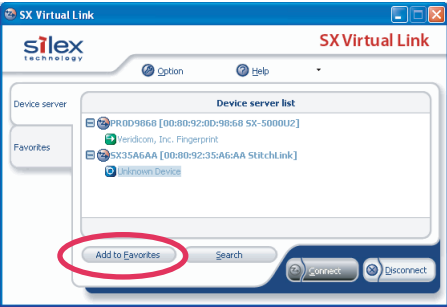 SX Virtual Link
silex
technology
SX Virtual Link
Option
Help
Device server
Favorites
Device server list
PR0D9868 [00:80:92:0D:98:68 SX-5000U2]
Veridicom, Inc. Fingerprint
SX35A6AA [00:80:92:35:A6:AA StitchLink]
Unknown Device
Add to Favorites
Search
Connect
Disconnect